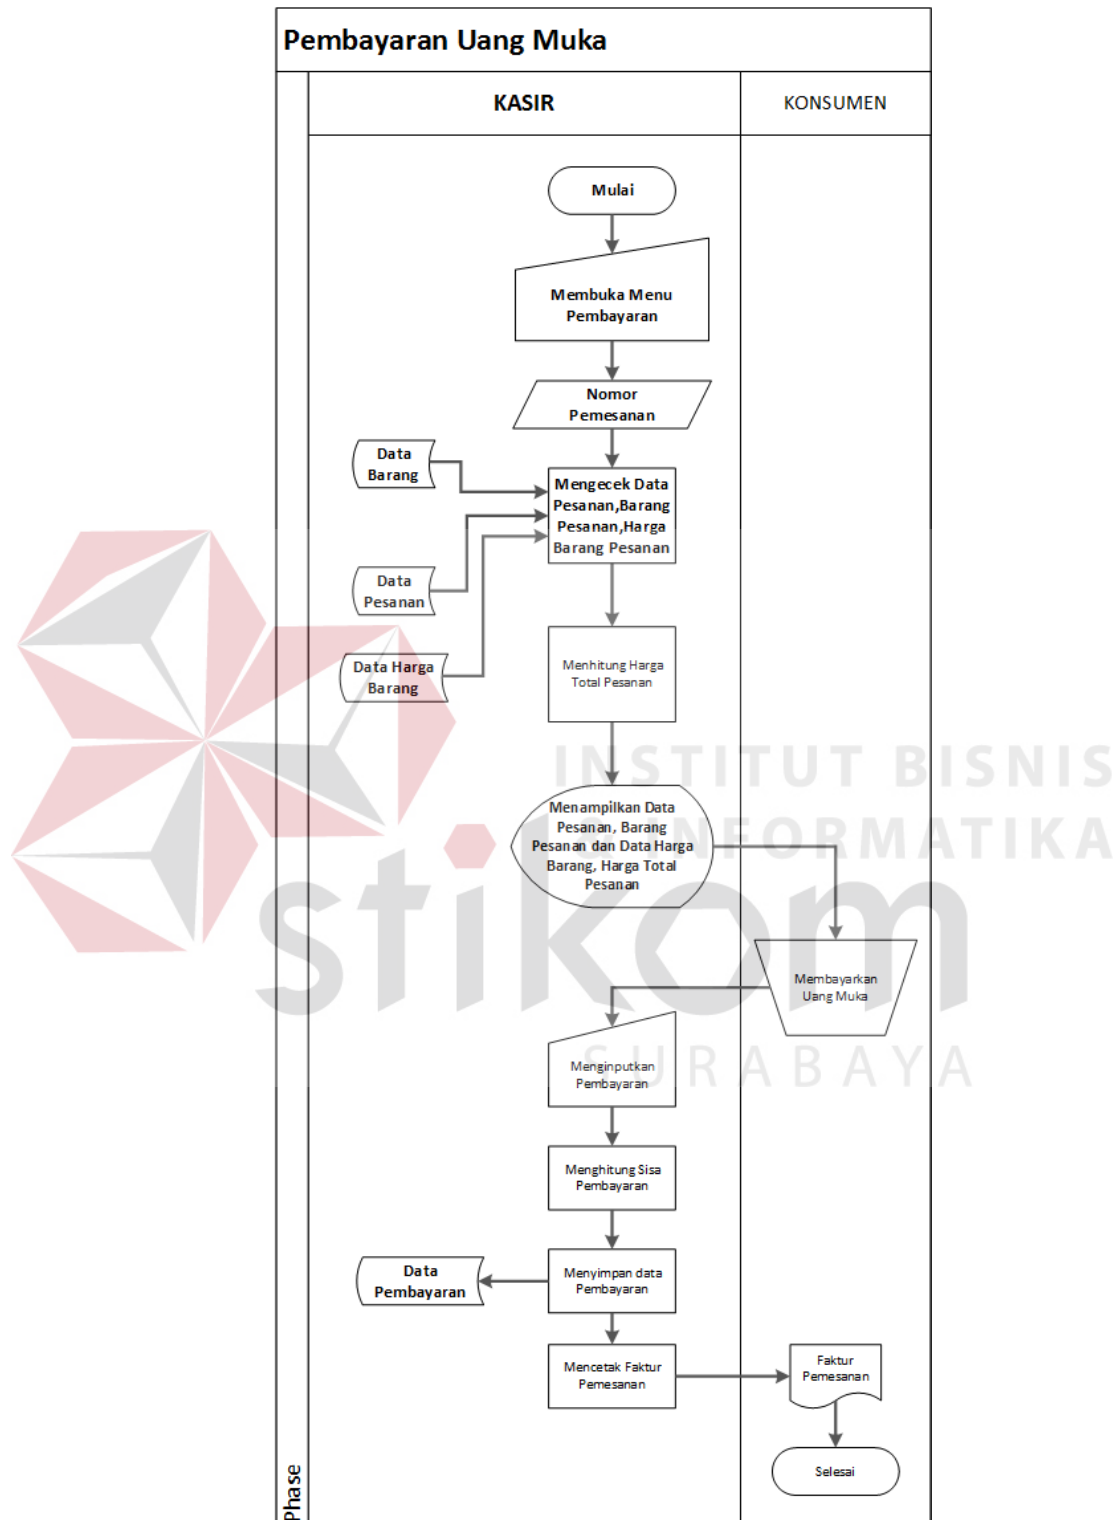 Pembayaran Uang Muka
KASIR
KONSUMEN
Mulai
Membuka Menu
Pembayaran
Nomor
Pemesanan
Data
Barang
Mengecek Data
Pesanan,Barang
Pesanan,Harga
Barang Pesanan
Data
Pesanan
Data Harga
Barang
Menhitung Harga
Total Pesanan
INSTITUT BISNIS
& INFORMATIKA
Menampilkan Data
Pesanan, Barang
Pesanan dan Data Harga
Barang, Harga Total
Pesanan
stikom
Membayarkan
Uang Muka
SURABAYA
Menginputkan
Pembayaran
Menghitung Sisa
Pembayaran
Data
Pembayaran
Menyimpan data
Pembayaran
Mencetak Faktur
Pemesanan
Faktur
Pemesanan
Selesai
Phase